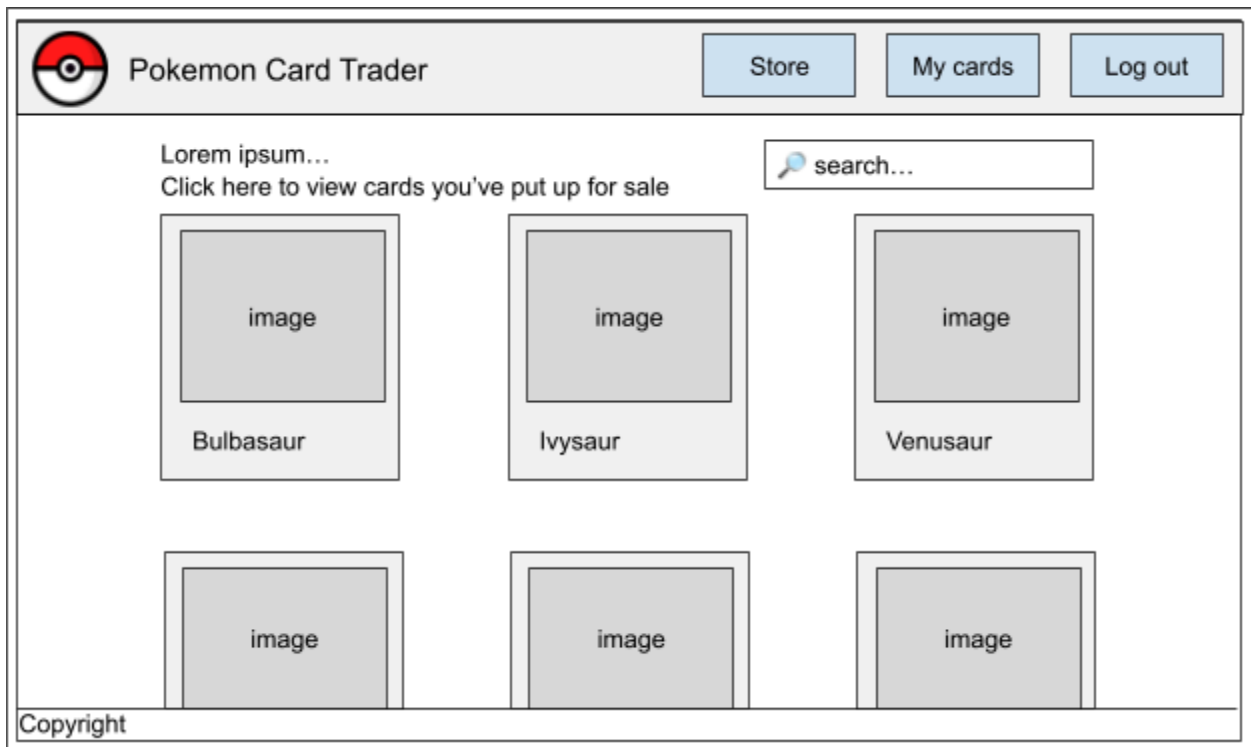 Pokemon Card Trader
Store
My cards
Log out
Lorem ipsum…
Click here to view cards you’ve put up for sale
search…
image
image
image
Bulbasaur
Ivysaur
Venusaur
image
image
image
Copyright